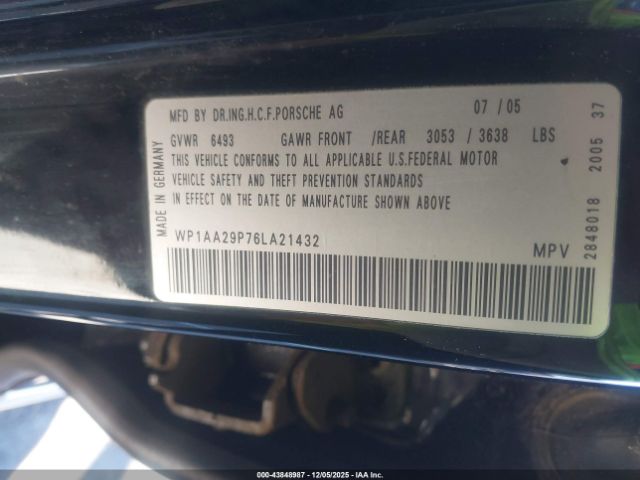 MFD BY DR.ING.H.C.F.PORSCHE AG 07 / 05
GVWR 6493 GAWR FRONT /REAR 3053 / 3638 LBS
THIS VEHICLE CONFORMS TO ALL APPLICABLE U.S.FEDERAL MOTOR
VEHICLE SAFETY AND THEFT PREVENTION STANDARDS
IN EFFECT ON THE DATE OF MANUFACTURE SHOWN ABOVE
WP1AA29P76LA21432
MPV
MADE IN GERMANY
2848018 2005 37
000-43848987 - 12/05/2025 - IAA Inc.